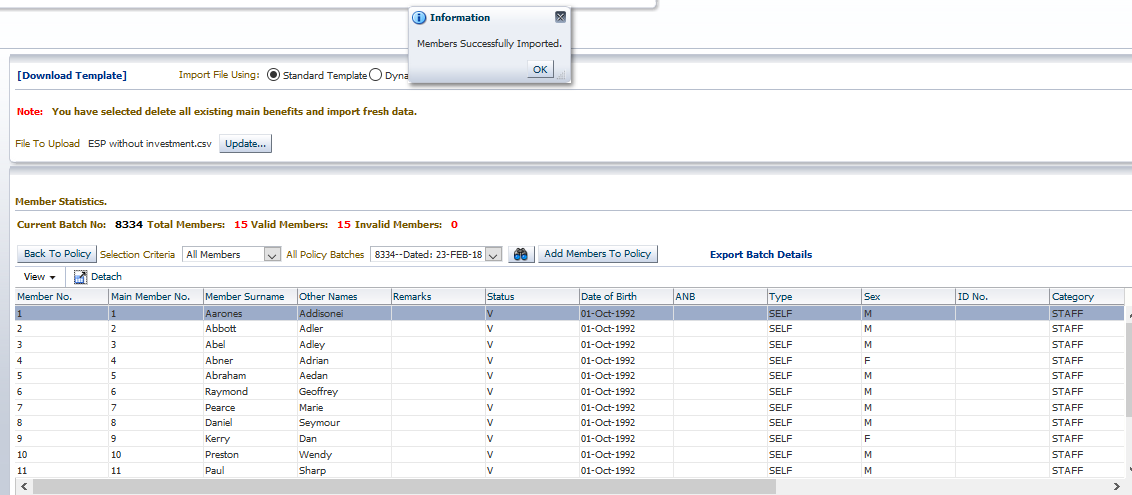 Information
Members Successfully Imported.
OK
[Download Template] Import File Using: Standard Template Dyna
Note: You have selected delete all existing main benefits and import fresh data.
File To Upload ESP without investment.csv Update...
Member Statistics.
Current Batch No: 8334 Total Members: 15 Valid Members: 15 Invalid Members: 0
Back To Policy Selection Criteria All Members All Policy Batches 8334--Dated: 23-FEB-18 Add Members To Policy Export Batch Details
View Detach
Member No. Main Member No. Member Surname Other Names Remarks Status Date of Birth ANB Type Sex ID No. Category
1 1 Aarones Addisonei V 01-Oct-1992 SELF M STAFF
2 2 Abbott Adler V 01-Oct-1992 SELF M STAFF
3 3 Abel Adley V 01-Oct-1992 SELF M STAFF
4 4 Abner Adrian V 01-Oct-1992 SELF F STAFF
5 5 Abraham Aedan V 01-Oct-1992 SELF M STAFF
6 6 Raymond Geoffrey V 01-Oct-1992 SELF M STAFF
7 7 Pearce Marie V 01-Oct-1992 SELF M STAFF
8 8 Daniel Seymour V 01-Oct-1992 SELF M STAFF
9 9 Kerry Dan V 01-Oct-1992 SELF F STAFF
10 10 Preston Wendy V 01-Oct-1992 SELF M STAFF
11 11 Paul Sharp V 01-Oct-1992 SELF M STAFF